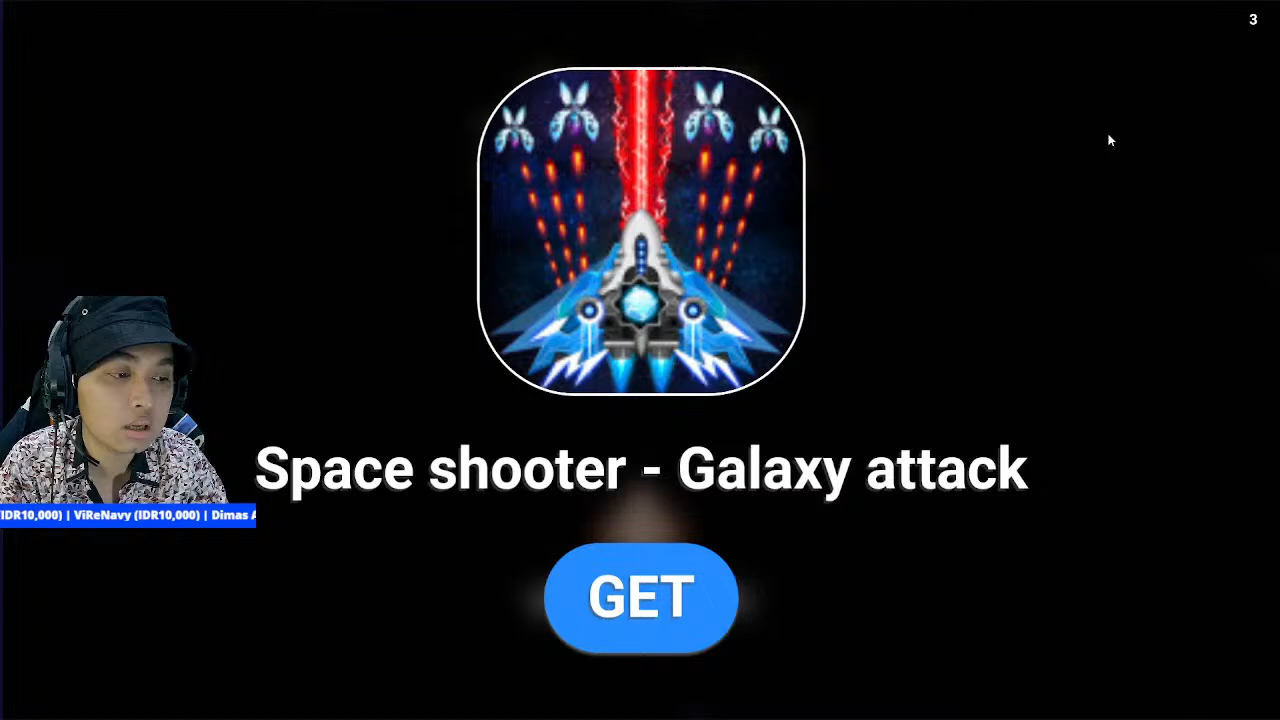 3
Space shooter - Galaxy attack
IDR10,000) | ViReNavy (IDR10,000) | Dimas A
GET